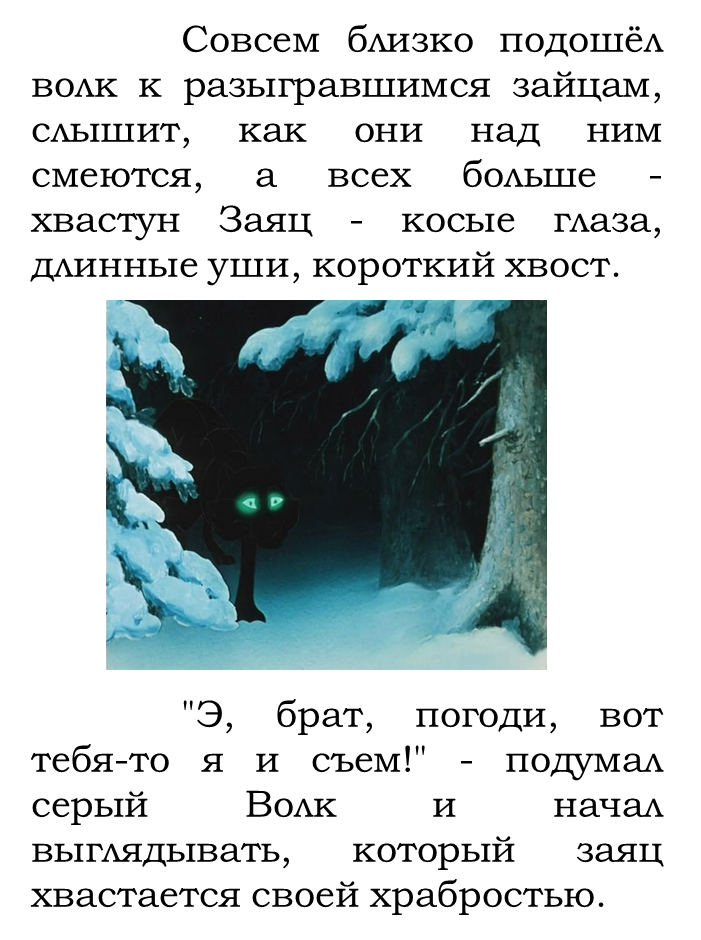 Совсем близко подошёл
волк к разыгравшимся зайцам,
слышит, как они над ним
смеются, а всех больше -
хвастун Заяц - косые глаза,
длинные уши, короткий хвост.
"Э, брат, погоди, вот
тебя-то я и съем!" - подумал
серый Волк и начал
выглядывать, который заяц
хвастается своей храбростью.